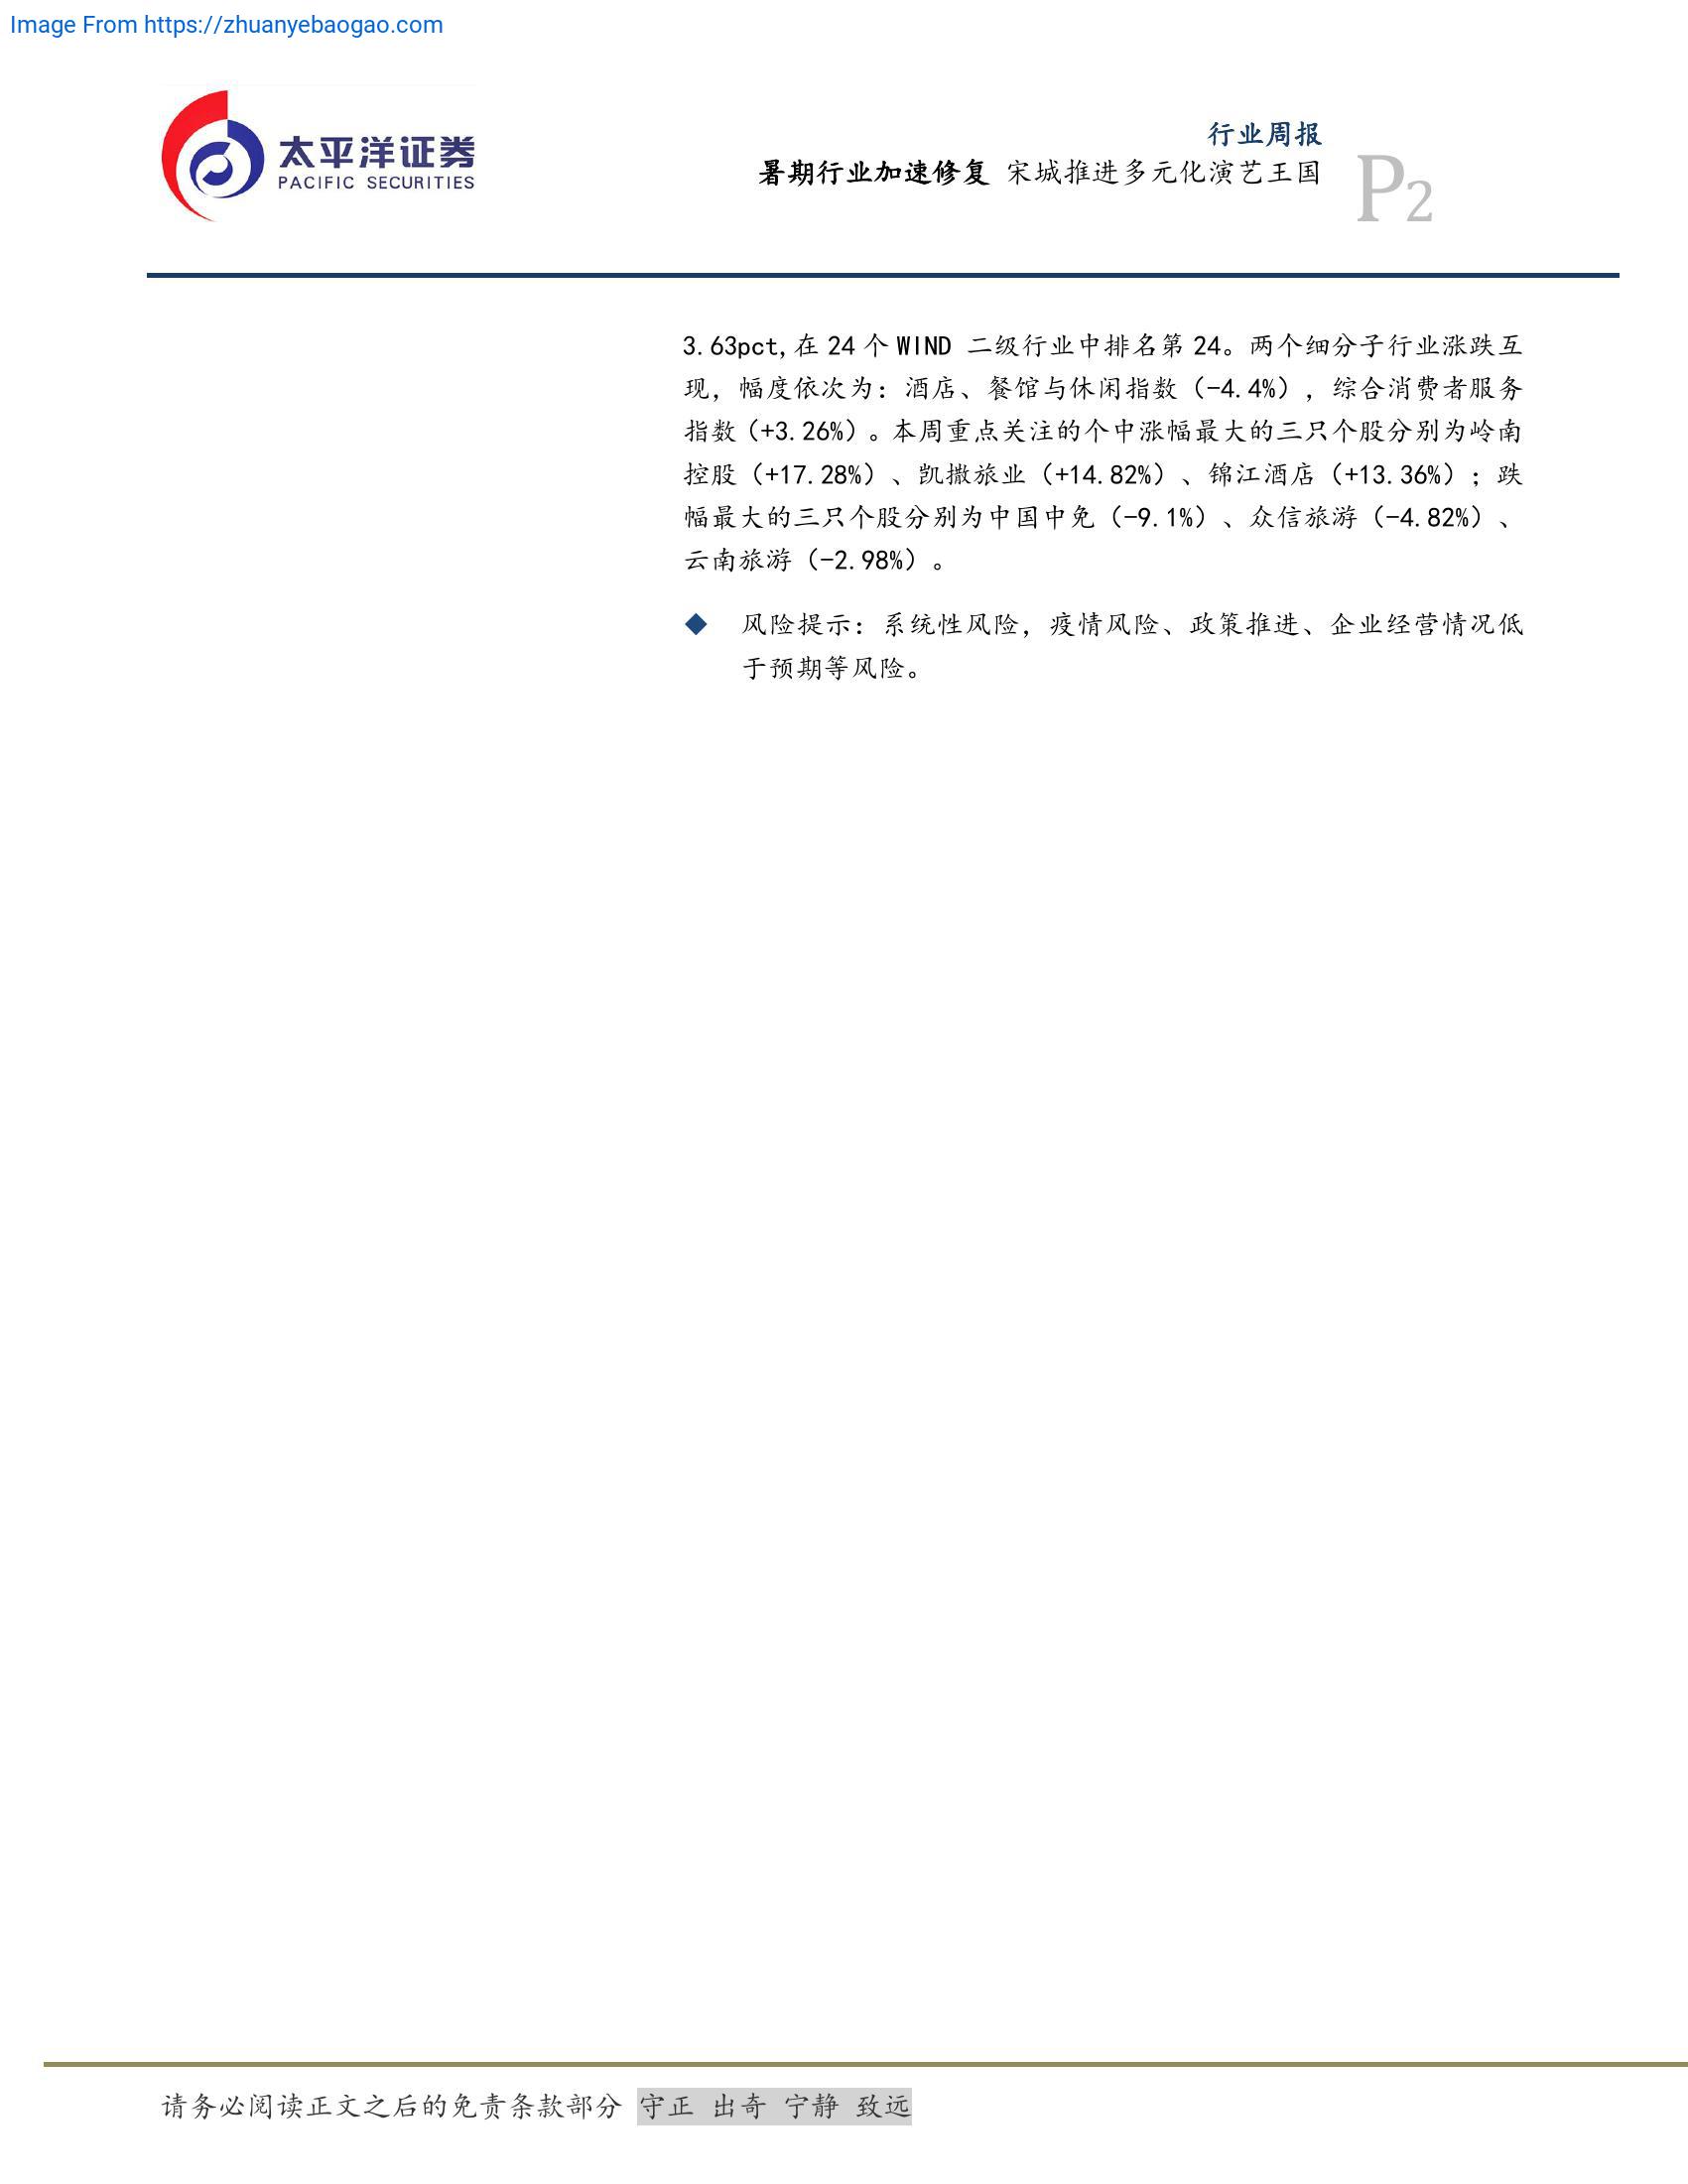 Image From https://zhuanyebaogao.com
太平洋证券
PACIFIC SECURITIES
行业周报
暑期行业加速修复 宋城推进多元化演艺王国
P2
3.63pct,在 24 个 WIND 二级行业中排名第 24。两个细分子行业涨跌互
现，幅度依次为：酒店、餐馆与休闲指数（-4.4%），综合消费者服务
指数（+3.26%）。本周重点关注的个中涨幅最大的三只个股分别为岭南
控股（+17.28%）、凯撒旅业（+14.82%）、锦江酒店（+13.36%）；跌
幅最大的三只个股分别为中国中免（-9.1%）、众信旅游（-4.82%）、
云南旅游（-2.98%）。
◆ 风险提示：系统性风险，疫情风险、政策推进、企业经营情况低
于预期等风险。
请务必阅读正文之后的免责条款部分 守正 出奇 宁静 致远